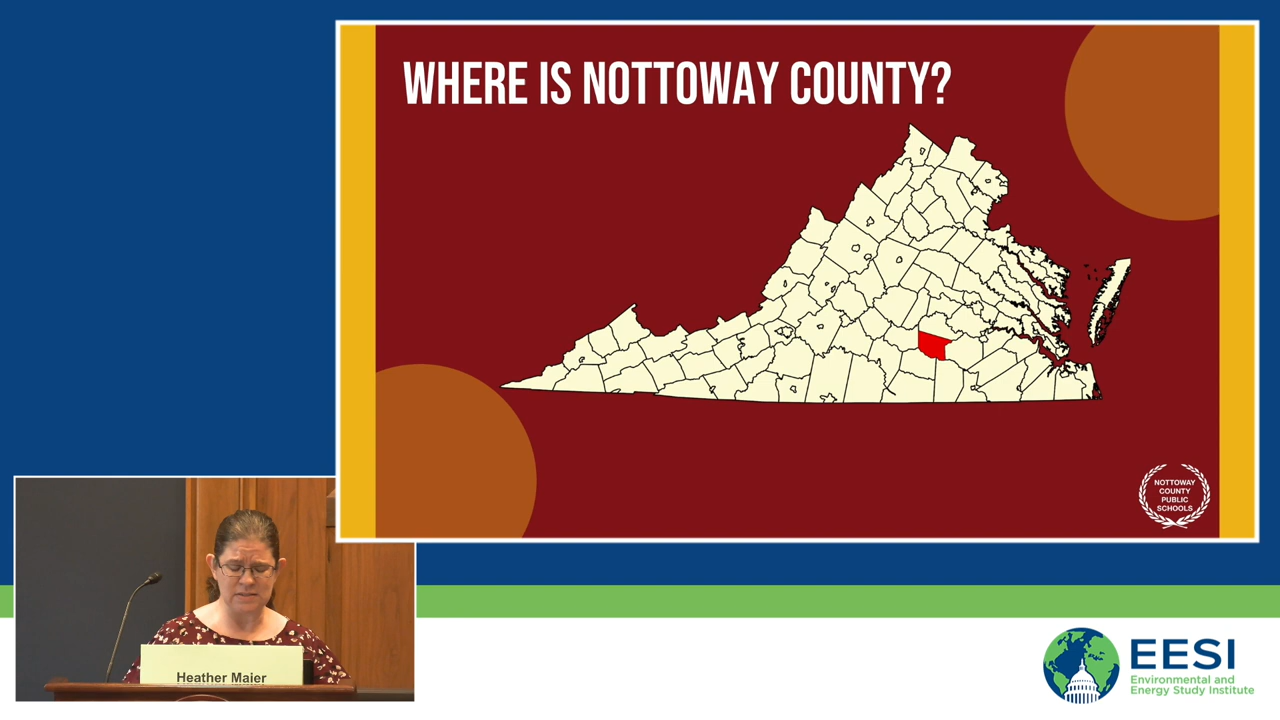 WHERE IS NOTTOWAY COUNTY?
NOTTOWAY
COUNTY
PUBLIC
SCHOOLS
Heather Maier
EESI
Environmental and
Energy Study Institute